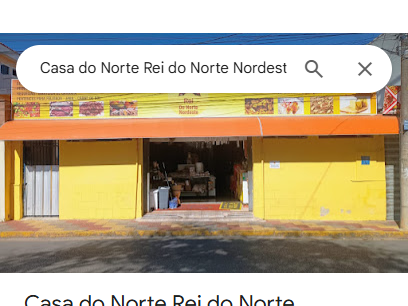 Casa do Norte Rei do Norte Nordest
Rei
Do Norte
Nordeste
Casa do Norte Rei do Norte